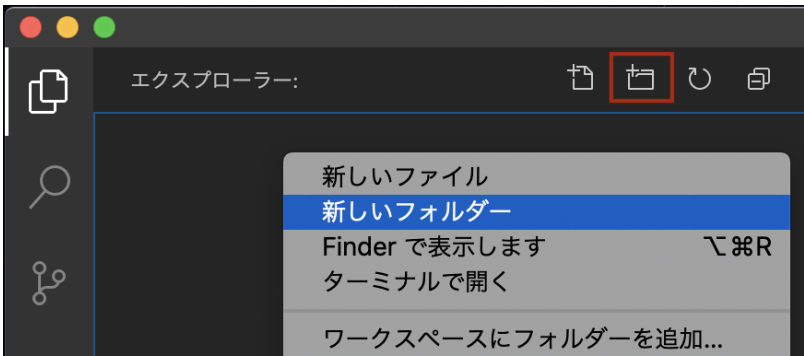 エクスプローラー:
新しいファイル
新しいフォルダー
Finder で表示します ⌥⌘R
ターミナルで開く
ワークスペースにフォルダーを追加...